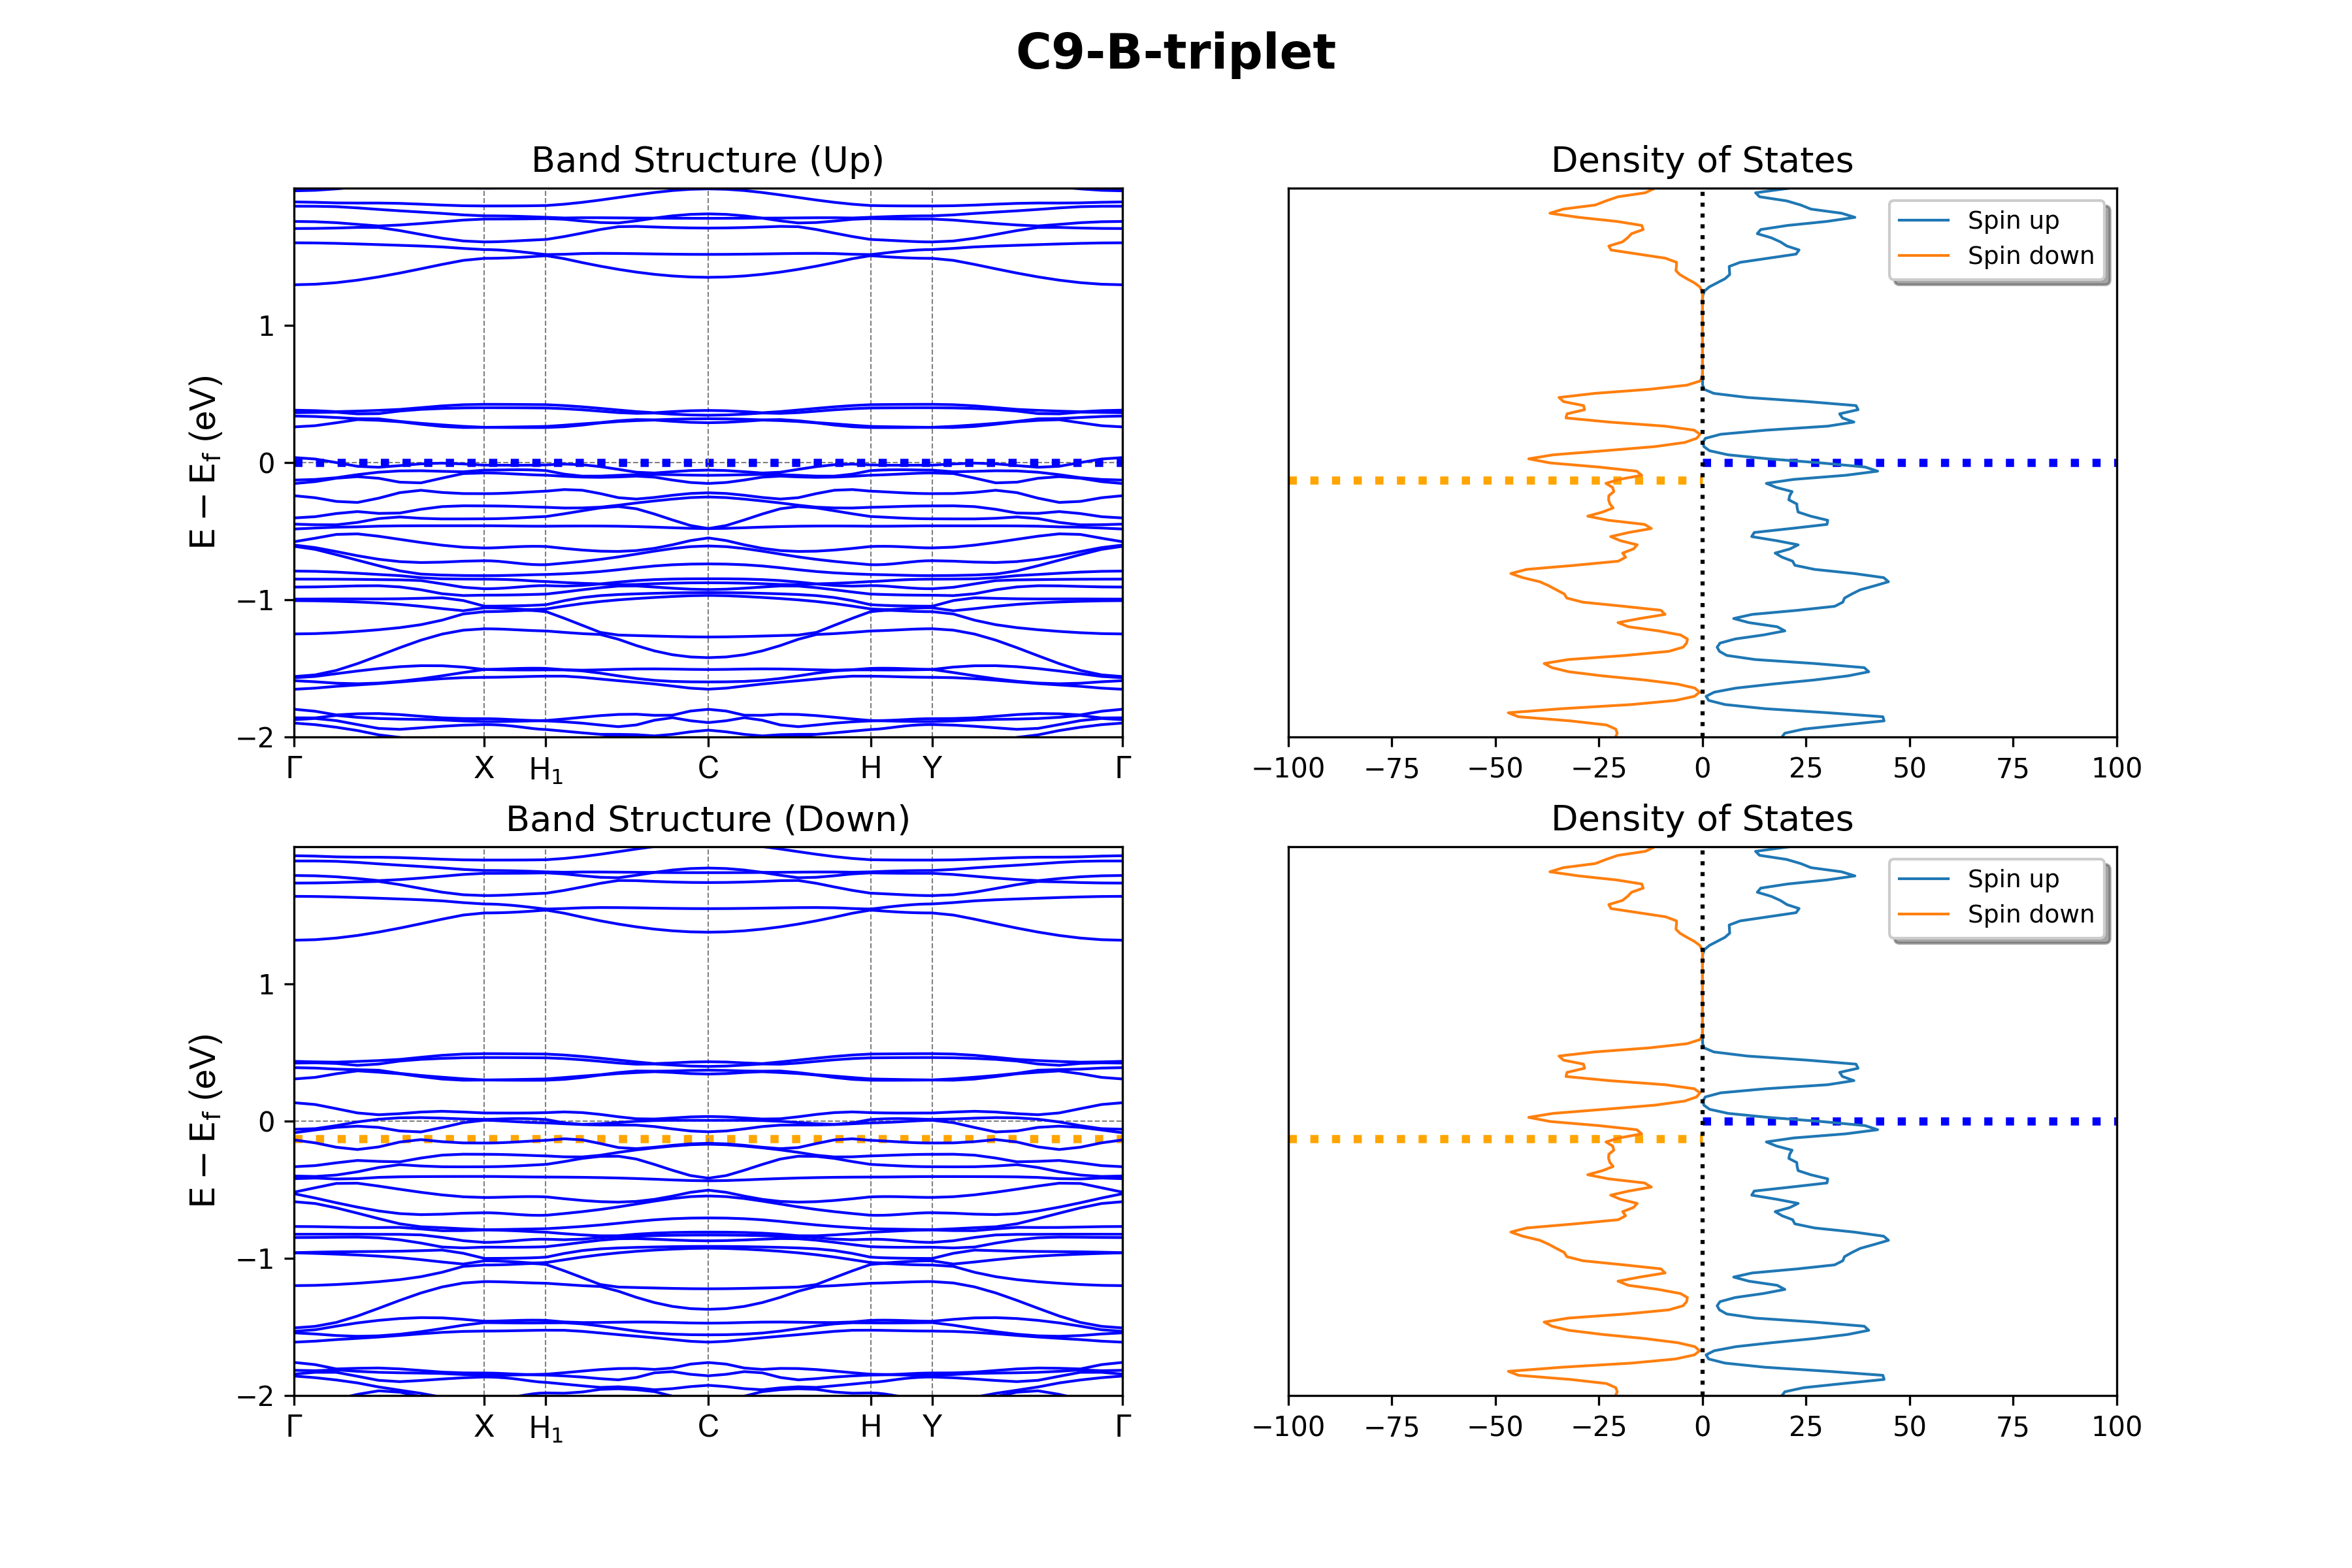 C9-B-triplet
Band Structure (Up)
E − E_f (eV)
1
0
−1
−2
Γ X H₁ C H Y Γ
Density of States
Spin up
Spin down
−100 −75 −50 −25 0 25 50 75 100
Band Structure (Down)
E − E_f (eV)
1
0
−1
−2
Γ X H₁ C H Y Γ
Density of States
Spin up
Spin down
−100 −75 −50 −25 0 25 50 75 100